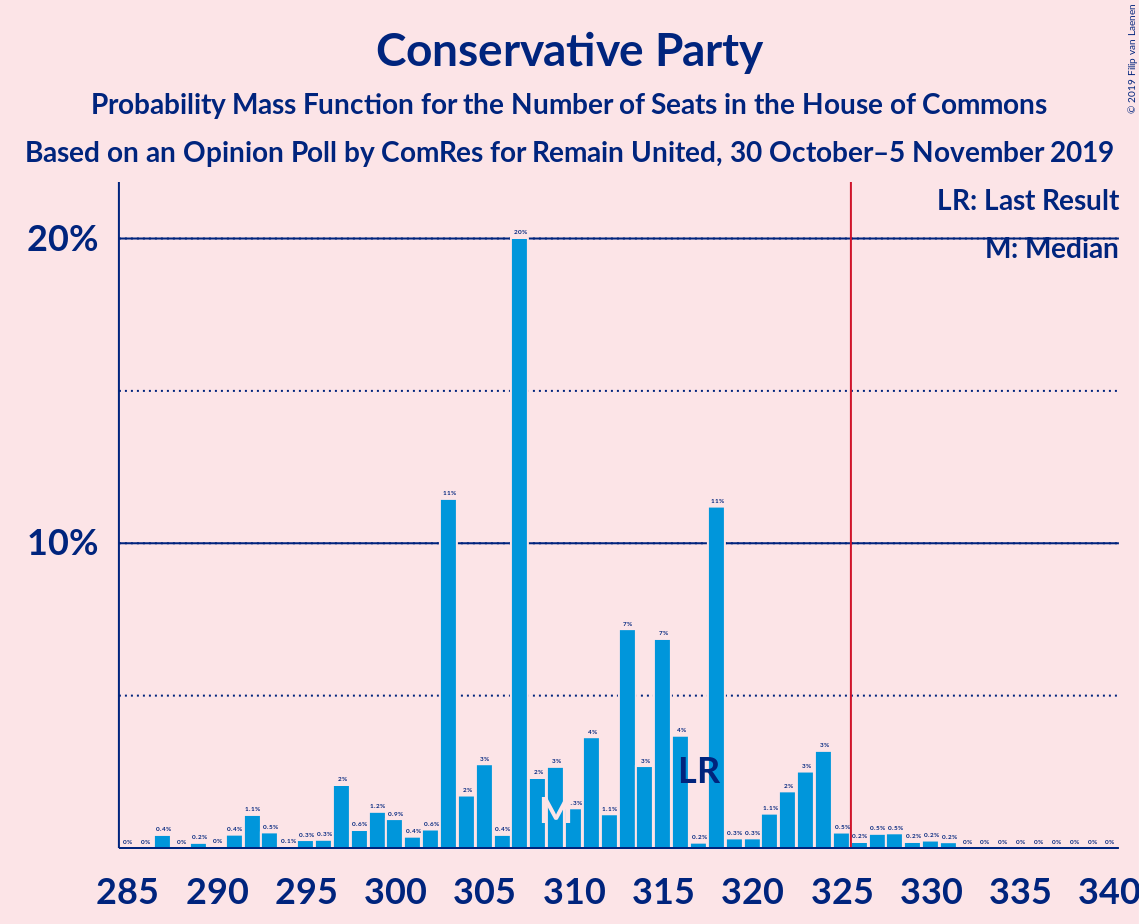 Conservative Party
Probability Mass Function for the Number of Seats in the House of Commons
Based on an Opinion Poll by ComRes for Remain United, 30 October–5 November 2019
© 2019 Filip van Laenen
LR: Last Result
M: Median
20%
10%
0% 0% 0.4% 0% 0.2% 0% 0.4% 1.1% 0.5% 0.1% 0.3% 0.3% 2% 0.6% 1.2% 0.9% 0.4% 0.6% 11% 2% 3% 0.4% 20% 2% 3% .3% 4% 1.1% 7% 3% 7% 4% 0.2% 11% 0.3% 0.3% 1.1% 2% 3% 3% 0.5% 0.2% 0.5% 0.5% 0.2% 0.2% 0.2% 0% 0% 0% 0% 0% 0% 0% 0% 0%
LR
M
285 290 295 300 305 310 315 320 325 330 335 340